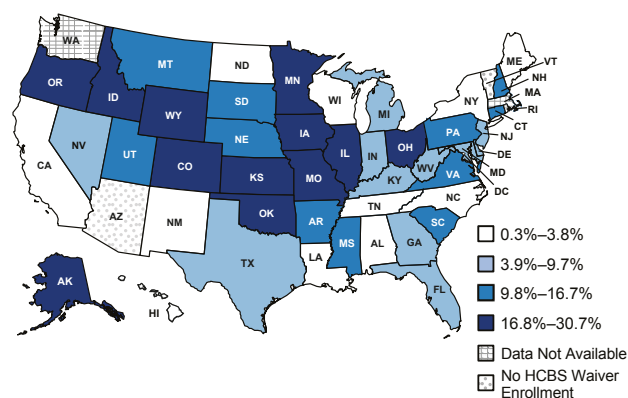 WA
OR
CA
NV
ID
MT
WY
UT
CO
AZ
NM
ND
SD
NE
KS
OK
TX
MN
IA
MO
AR
LA
WI
IL
MI
IN
OH
KY
TN
MS
AL
GA
FL
SC
NC
VA
WV
PA
NY
ME
VT
NH
MA
RI
CT
NJ
DE
MD
DC
AK
HI
0.3%–3.8%
3.9%–9.7%
9.8%–16.7%
16.8%–30.7%
Data Not Available
No HCBS Waiver
Enrollment